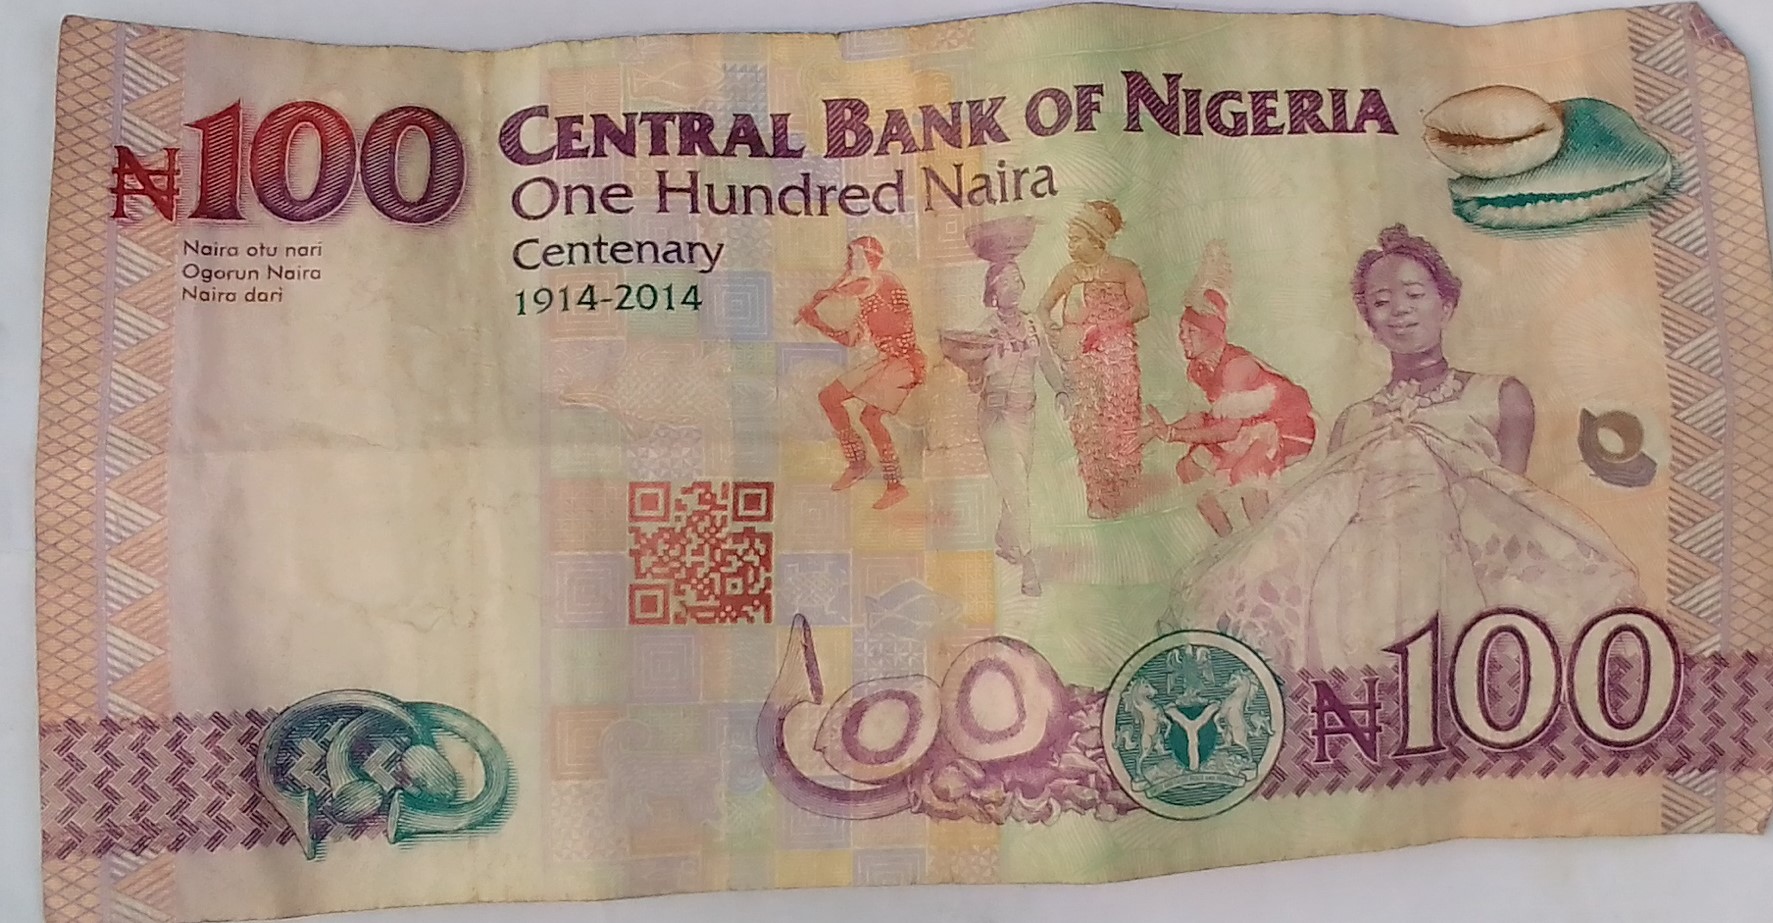 ₦100
CENTRAL BANK OF NIGERIA
One Hundred Naira
Centenary
1914-2014
Naira otu nari
Ogorun Naira
Naira dari
₦100